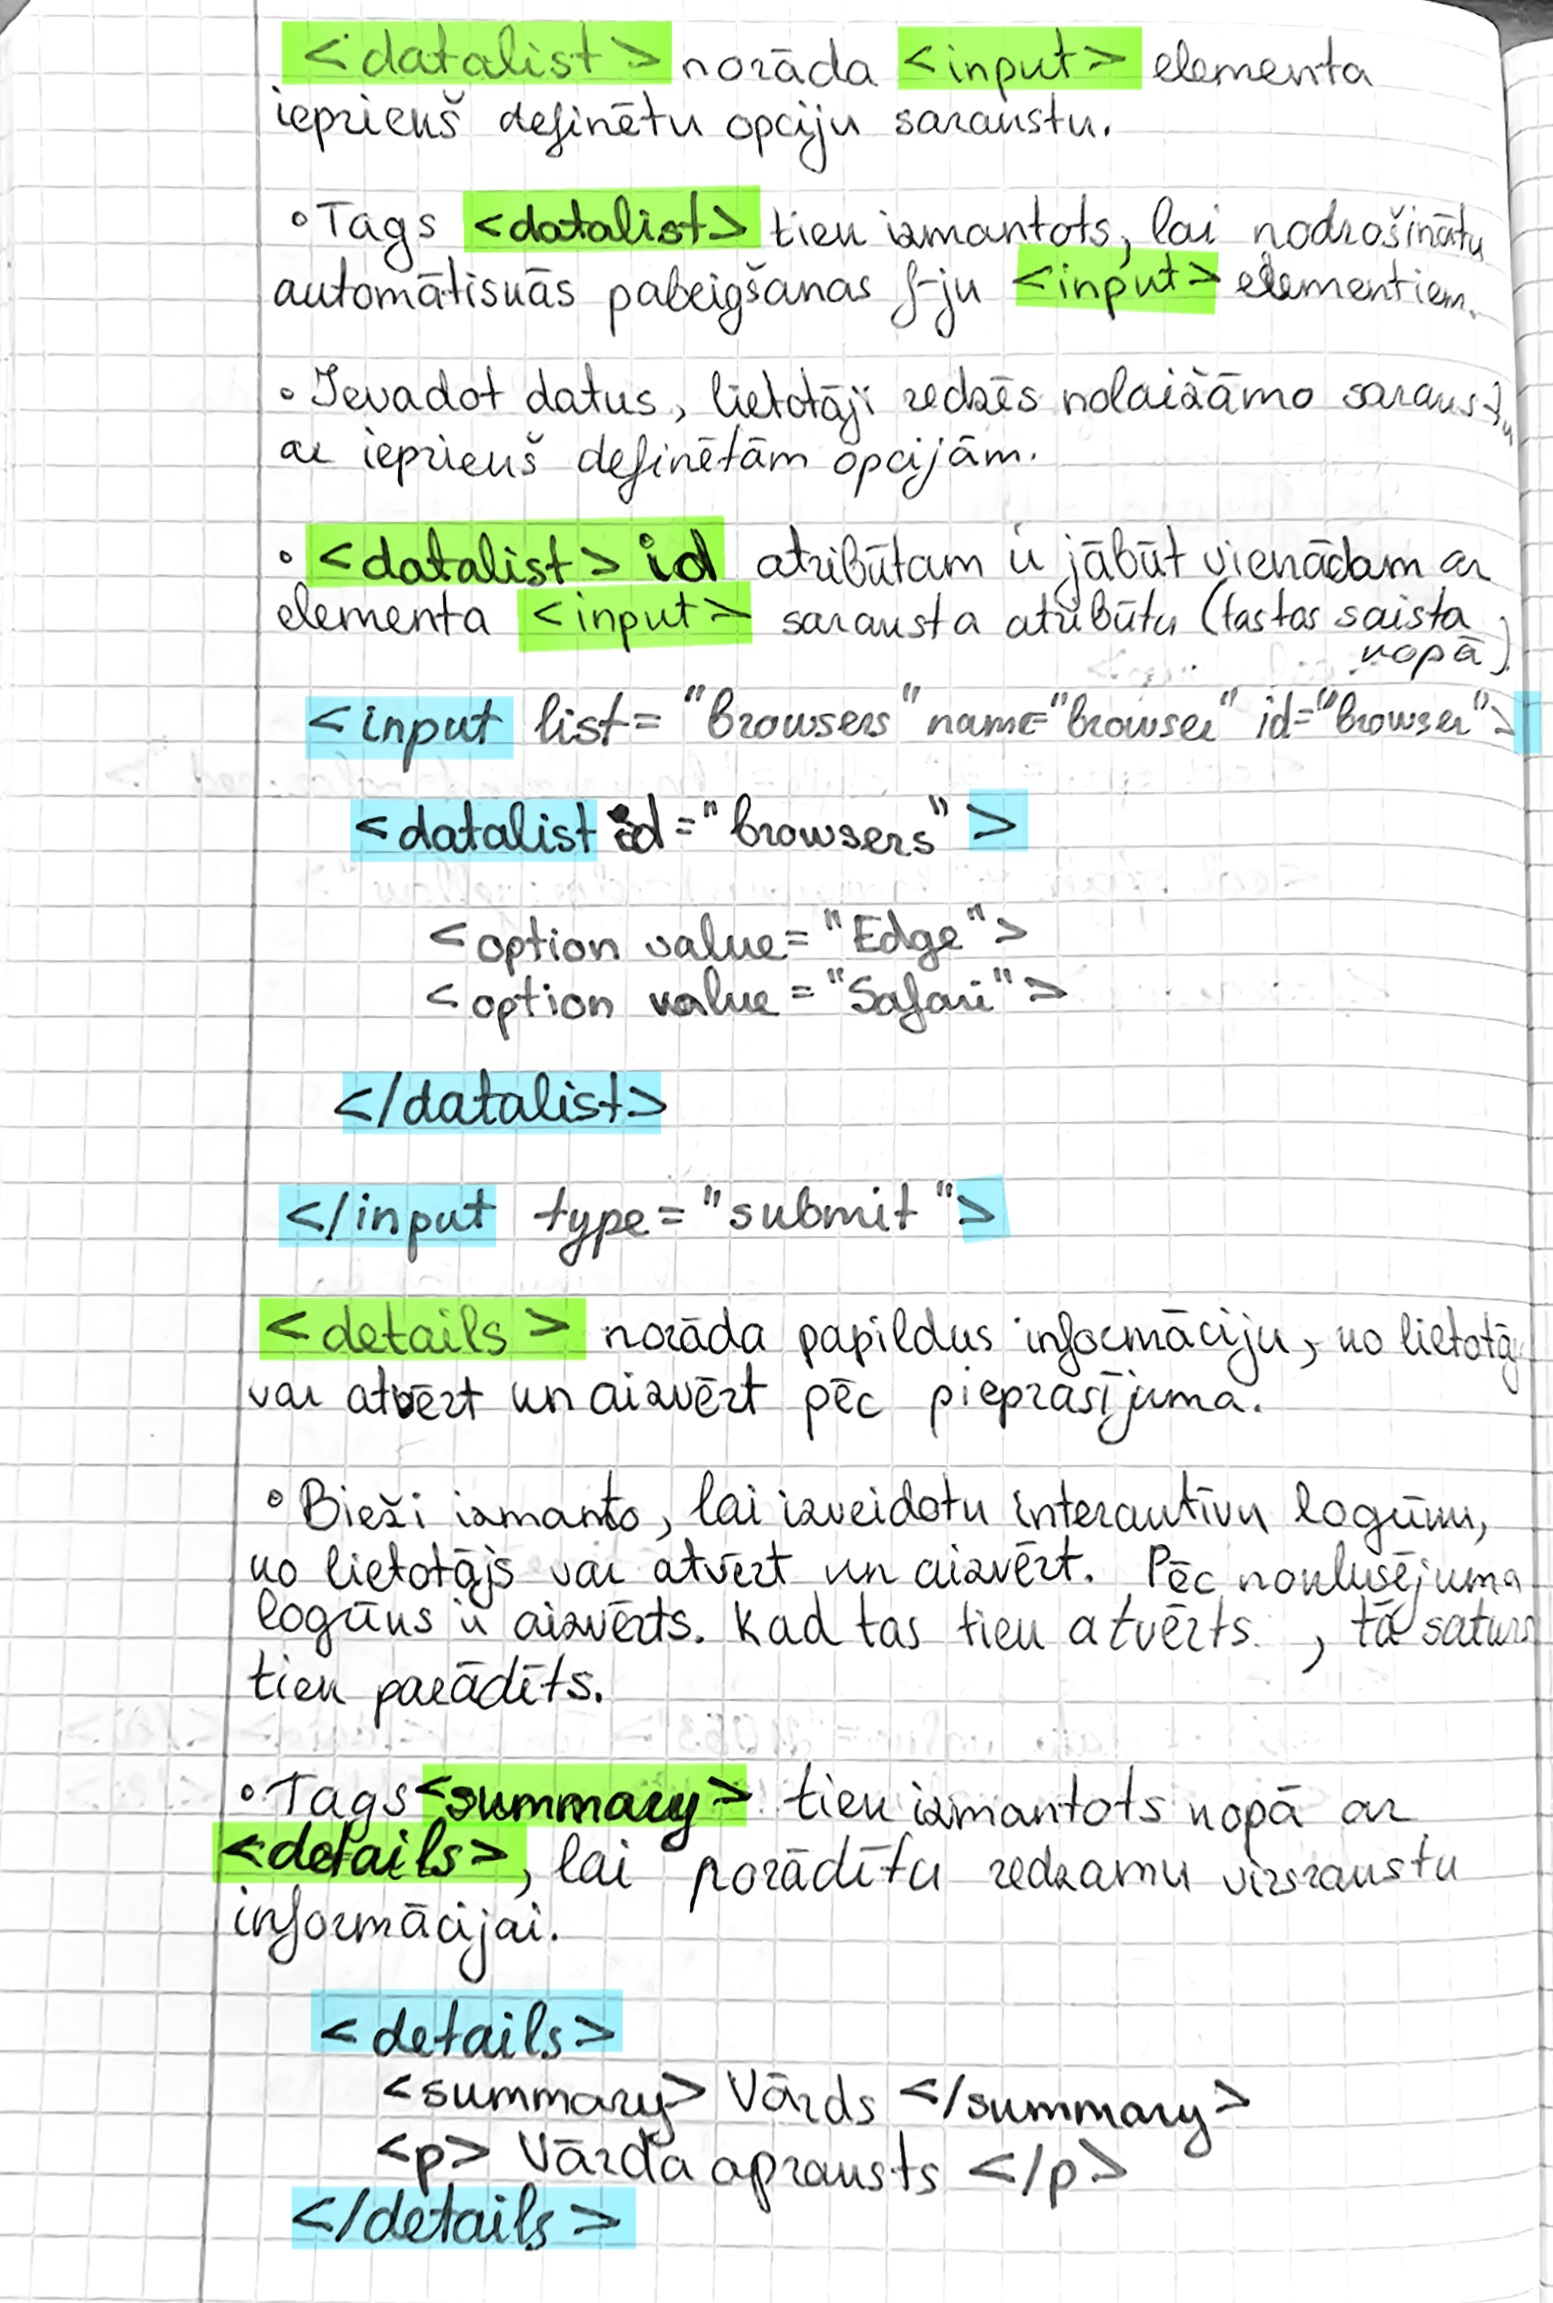 <datalist> norāda <input> elementa
iepriekš definētu opciju sarakstu.
• Tags <datalist> tiek izmantots, lai nodrošinātu
automātiskās pabeigšanas f-ju <input> elementiem.
• Ievadot datus, lietotāji redzēs nolaižāmo sarakstu
ar iepriekš definētām opcijām.
• <datalist> id atribūtam ir jābūt vienādam ar
elementa <input> saraksta atribūtu (tas tos saista
kopā).
<input list= "browsers" name="browser" id="browser">
<datalist id="browsers">
<option value= "Edge">
<option value = "Safari">
</datalist>
</input type= "submit">
<details> norāda papildus informāciju, ko lietotāj
var atvērt un aizvērt pēc pieprasījuma.
• Bieži izmanto, lai izveidotu interaktīvu logrīku,
ko lietotājs var atvērt un aizvērt. Pēc noklusējuma
logrīks ir aizvērts. Kad tas tiek atvērts , tā saturs
tiek parādīts.
• Tags <summary> tiek izmantots kopā ar
<details>, lai norādītu redzamu virsrakstu
informācijai.
<details>
<summary> Vārds </summary>
<p> Vārda apraksts </p>
</details>